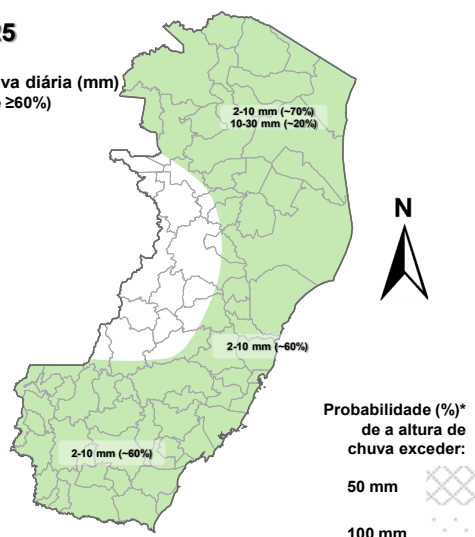 25
va diária (mm)
≥60%)
2-10 mm (~70%)
10-30 mm (~20%)
N
2-10 mm (~60%)
Probabilidade (%)*
de a altura de
chuva exceder:
2-10 mm (~60%)
50 mm
100 mm